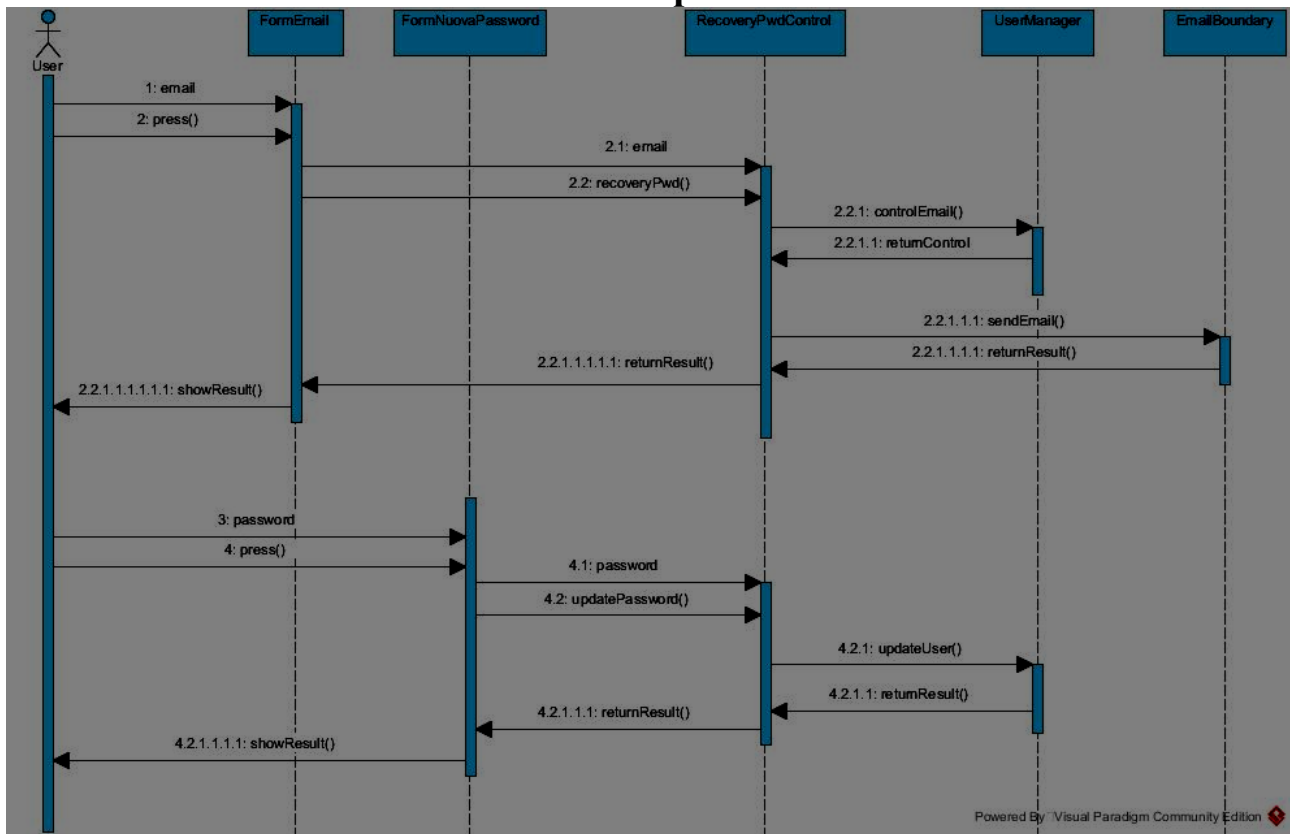 FormEmail
FormNuovaPassword
RecoveryPwdControl
UserManager
EmailBoundary
User
1: email
2: press()
2.1: email
2.2: recoveryPwd()
2.2.1: controlEmail()
2.2.1.1: returnControl
2.2.1.1.1: sendEmail()
2.2.1.1.1.1: returnResult()
2.2.1.1.1.1.1: returnResult()
2.2.1.1.1.1.1.1: showResult()
3: password
4: press()
4.1: password
4.2: updatePassword()
4.2.1: updateUser()
4.2.1.1: returnResult()
4.2.1.1.1: returnResult()
4.2.1.1.1.1: showResult()
Powered By Visual Paradigm Community Edition